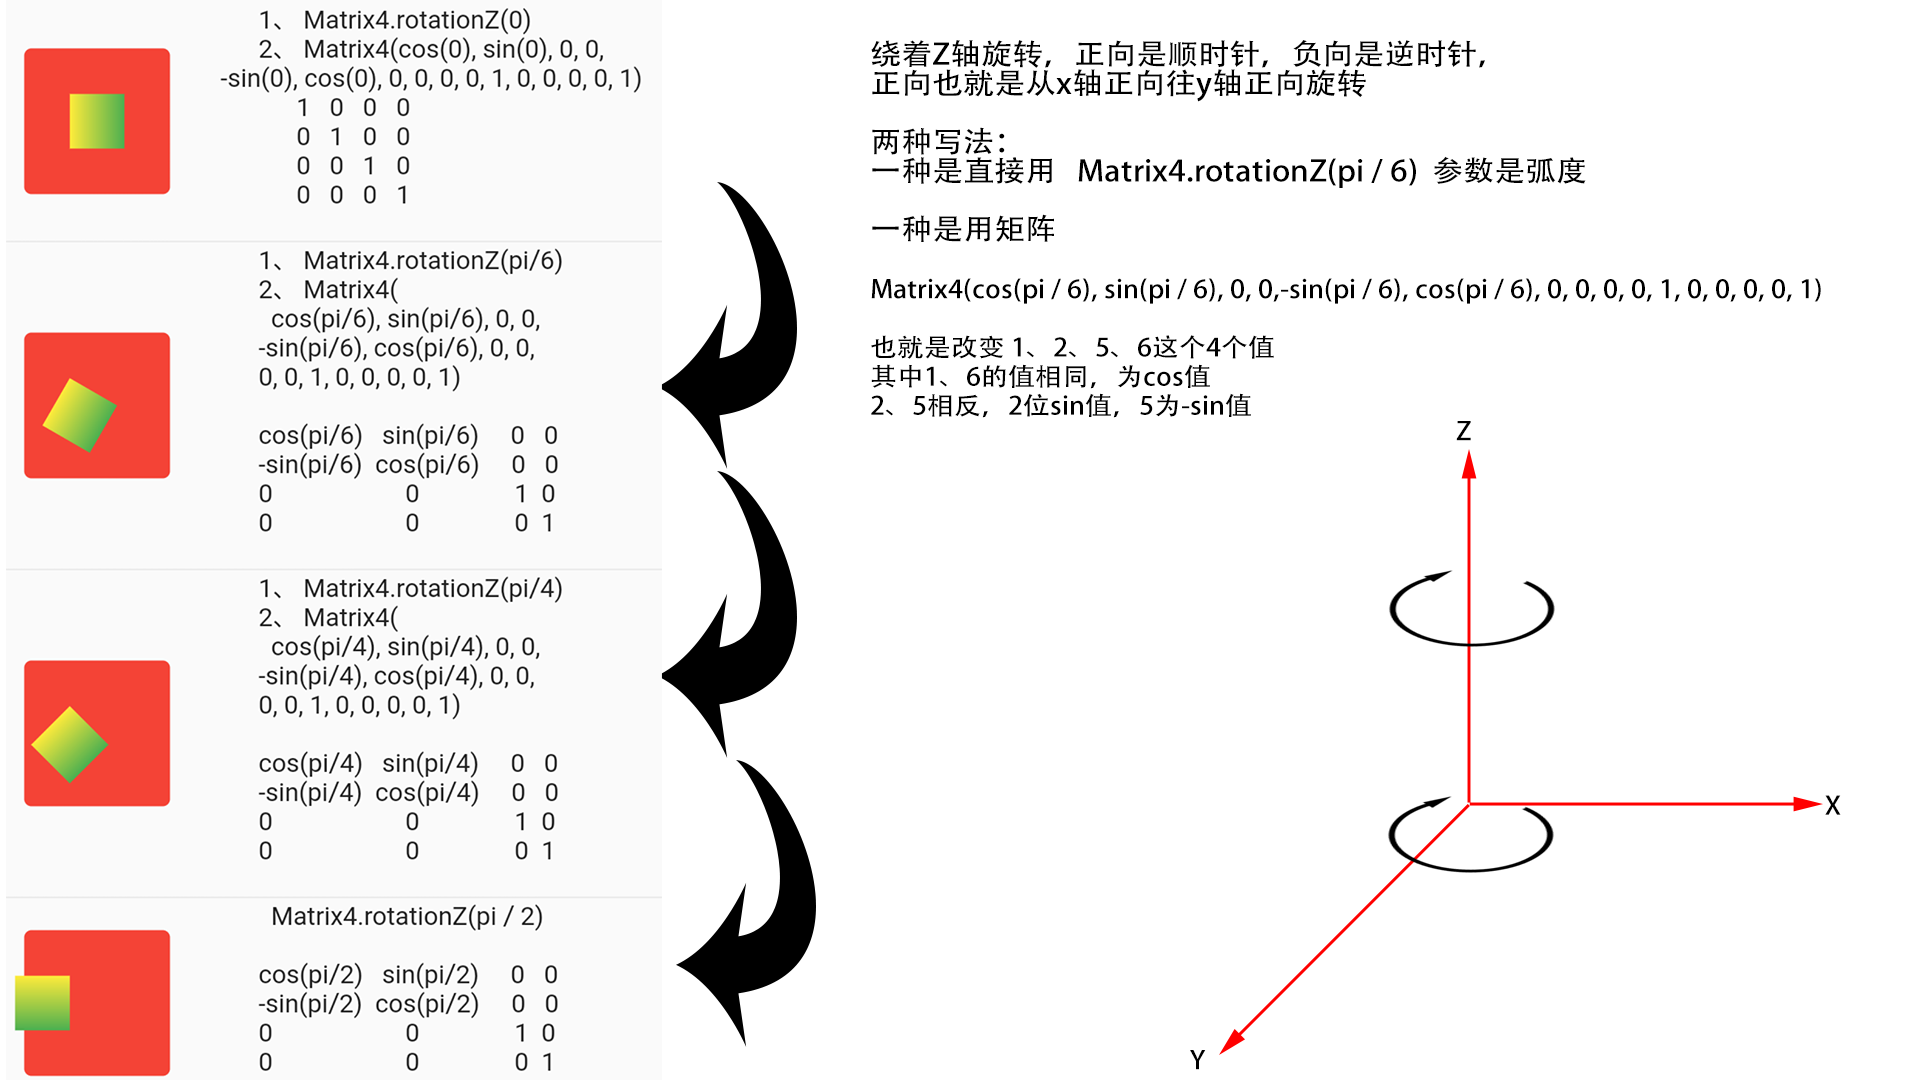 1、 Matrix4.rotationZ(0)
2、 Matrix4(cos(0), sin(0), 0, 0,
-sin(0), cos(0), 0, 0, 0, 0, 1, 0, 0, 0, 0, 1)
1 0 0 0
0 1 0 0
0 0 1 0
0 0 0 1
1、 Matrix4.rotationZ(pi/6)
2、 Matrix4(
cos(pi/6), sin(pi/6), 0, 0,
-sin(pi/6), cos(pi/6), 0, 0,
0, 0, 1, 0, 0, 0, 0, 1)
cos(pi/6) sin(pi/6) 0 0
-sin(pi/6) cos(pi/6) 0 0
0 0 1 0
0 0 0 1
1、 Matrix4.rotationZ(pi/4)
2、 Matrix4(
cos(pi/4), sin(pi/4), 0, 0,
-sin(pi/4), cos(pi/4), 0, 0,
0, 0, 1, 0, 0, 0, 0, 1)
cos(pi/4) sin(pi/4) 0 0
-sin(pi/4) cos(pi/4) 0 0
0 0 1 0
0 0 0 1
Matrix4.rotationZ(pi / 2)
cos(pi/2) sin(pi/2) 0 0
-sin(pi/2) cos(pi/2) 0 0
0 0 1 0
0 0 0 1
绕着Z轴旋转，正向是顺时针，负向是逆时针，
正向也就是从x轴正向往y轴正向旋转
两种写法：
一种是直接用 Matrix4.rotationZ(pi / 6) 参数是弧度
一种是用矩阵
Matrix4(cos(pi / 6), sin(pi / 6), 0, 0,-sin(pi / 6), cos(pi / 6), 0, 0, 0, 0, 1, 0, 0, 0, 0, 1)
也就是改变 1、2、5、6这个4个值
其中1、6的值相同，为cos值
2、5相反，2位sin值，5为-sin值
Z
X
Y